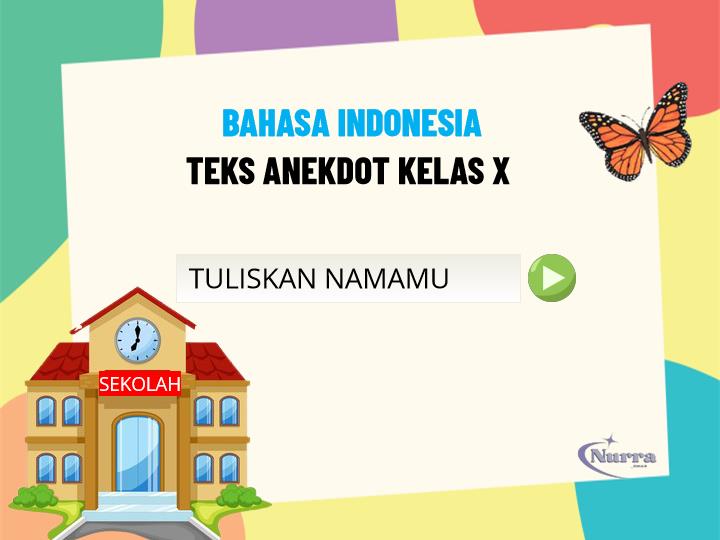 BAHASA INDONESIA
TEKS ANEKDOT KELAS X
TULISKAN NAMAMU
SEKOLAH
Nurra